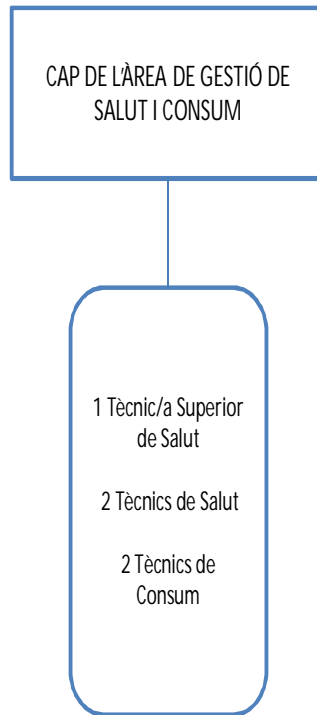 CAP DE L'ÀREA DE GESTIÓ DE
SALUT I CONSUM
1 Tècnic/a Superior
de Salut
2 Tècnics de Salut
2 Tècnics de
Consum